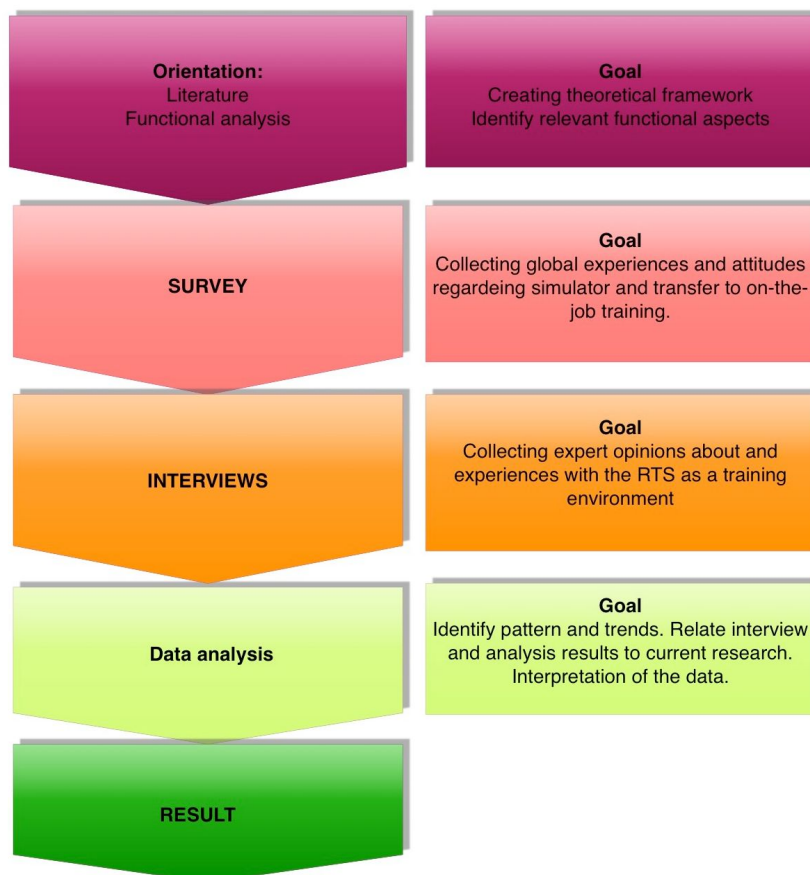 Orientation:
Literature
Functional analysis
Goal
Creating theoretical framework
Identify relevant functional aspects
SURVEY
Goal
Collecting global experiences and attitudes
regardeing simulator and transfer to on-the-
job training.
INTERVIEWS
Goal
Collecting expert opinions about and
experiences with the RTS as a training
environment
Data analysis
Goal
Identify pattern and trends. Relate interview
and analysis results to current research.
Interpretation of the data.
RESULT